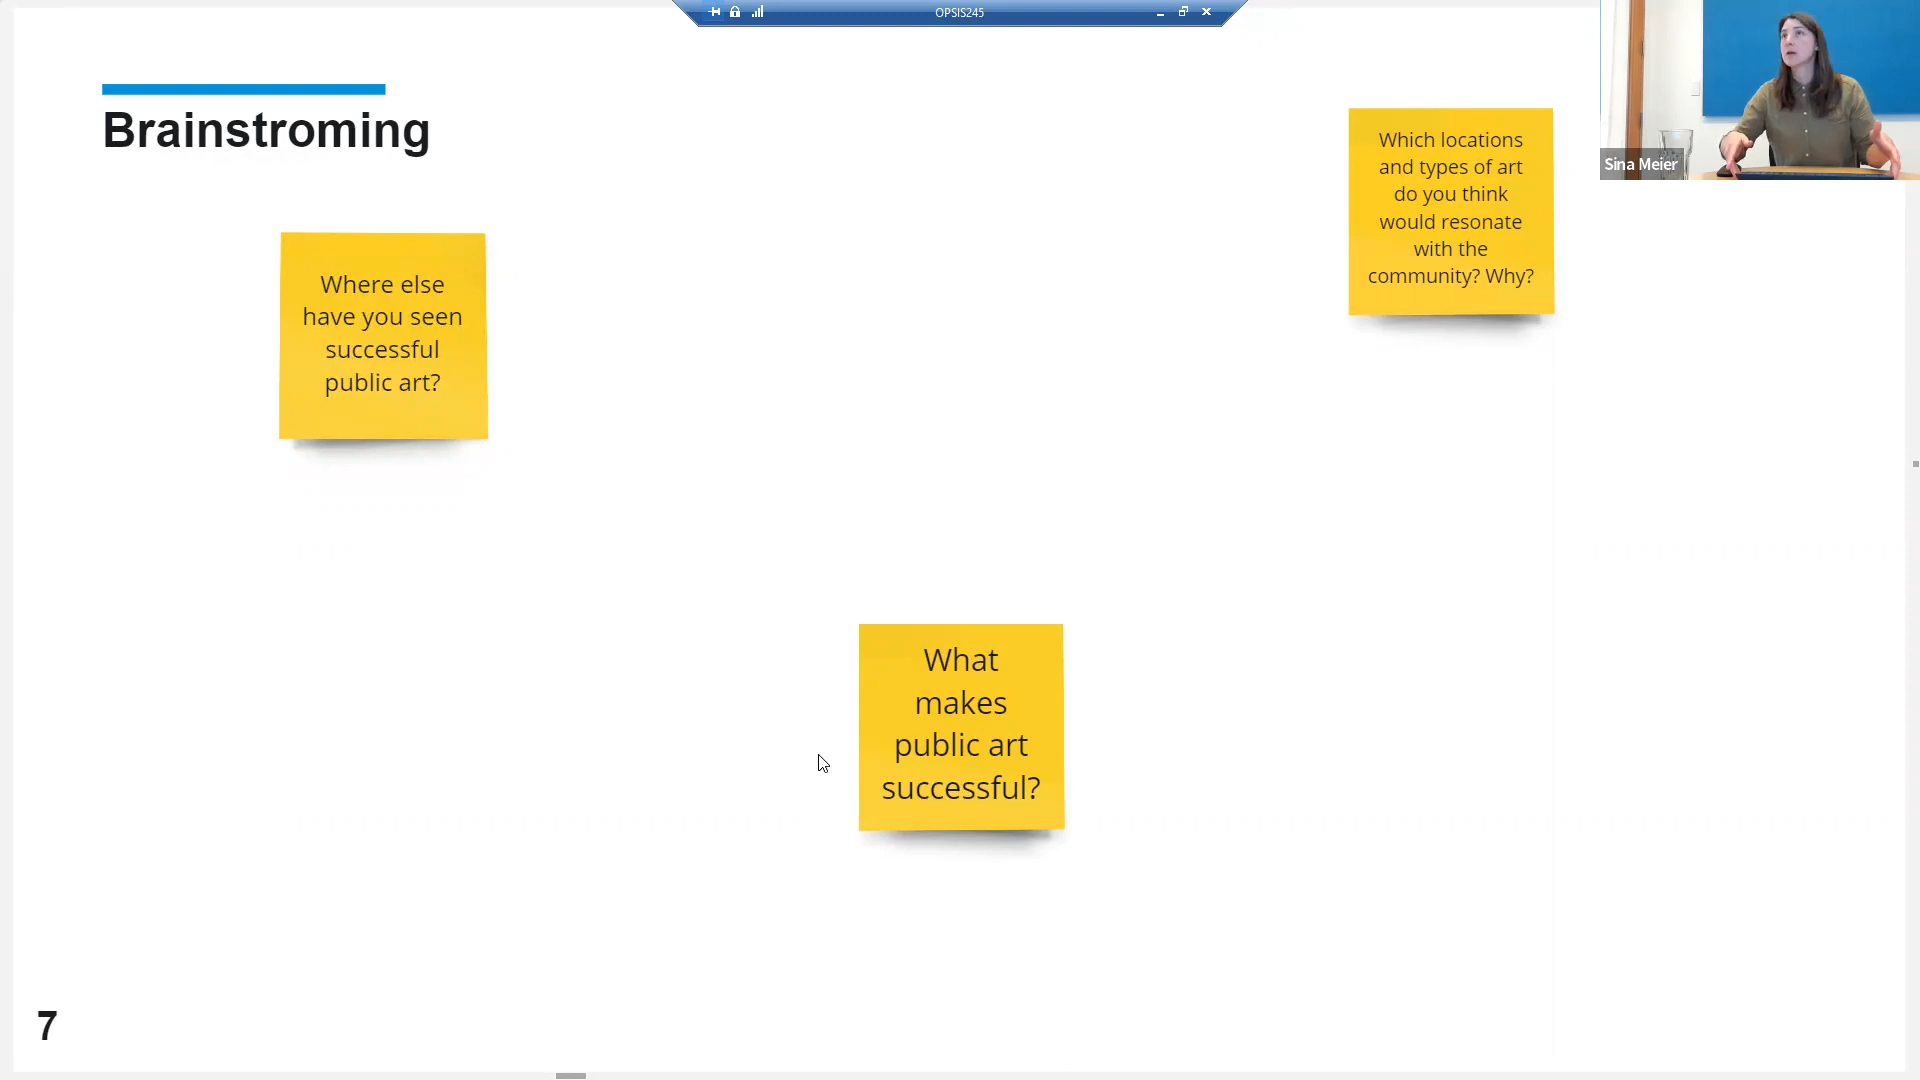 OPSIS245
Brainstroming
Which locations
and types of art
do you think
would resonate
with the
community? Why?
Sina Meier
Where else
have you seen
successful
public art?
What
makes
public art
successful?
7